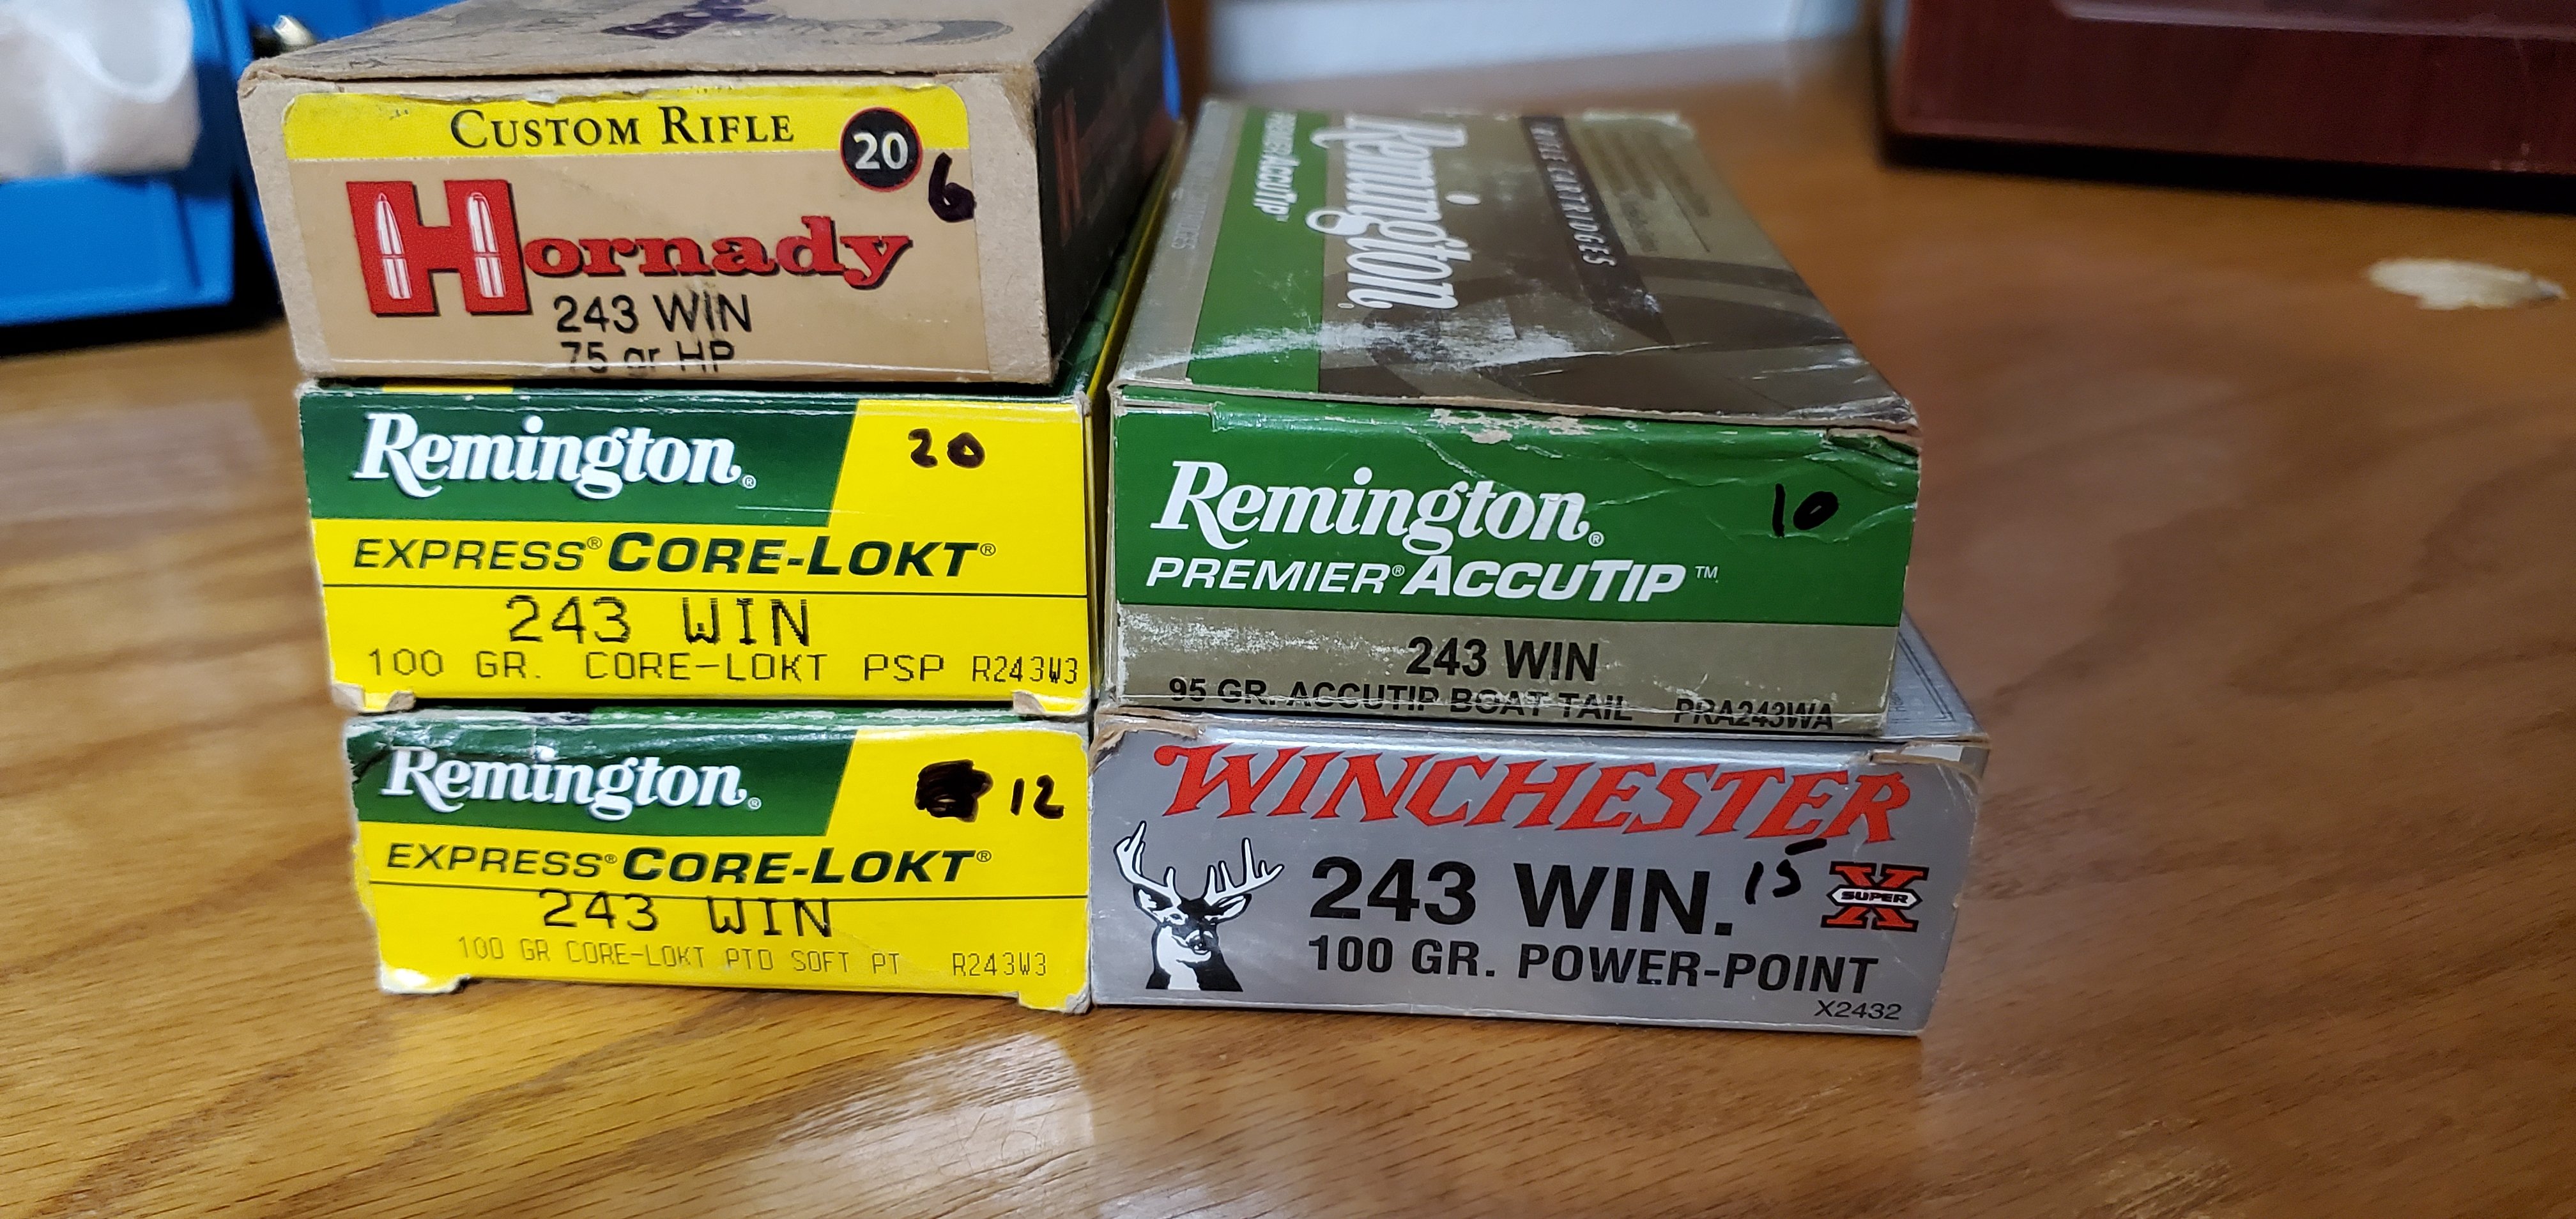 CUSTOM RIFLE
20
6
Hornady
243 WIN
75 gr HP
Remington®
20
EXPRESS® CORE-LOKT®
243 WIN
100 GR. CORE-LOKT PSP R243W3
Remington®
12
EXPRESS® CORE-LOKT®
243 WIN
100 GR CORE-LOKT PTD SOFT PT R243W3
PREMIER ACCUTIP
Remington
RIFLE CARTRIDGES
Remington®
10
PREMIER® ACCUTIP™
243 WIN
95 GR. ACCUTIP BOAT TAIL PRA243WA
WINCHESTER
243 WIN. 15
SUPER X
100 GR. POWER-POINT
X2432